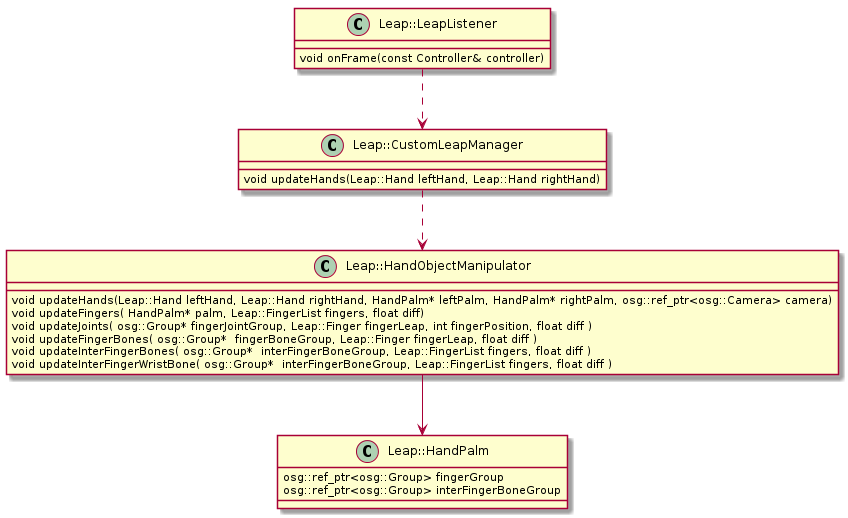 C Leap::LeapListener
void onFrame(const Controller& controller)
C Leap::CustomLeapManager
void updateHands(Leap::Hand leftHand, Leap::Hand rightHand)
C Leap::HandObjectManipulator
void updateHands(Leap::Hand leftHand, Leap::Hand rightHand, HandPalm* leftPalm, HandPalm* rightPalm, osg::ref_ptr<osg::Camera> camera)
void updateFingers( HandPalm* palm, Leap::FingerList fingers, float diff)
void updateJoints( osg::Group* fingerJointGroup, Leap::Finger fingerLeap, int fingerPosition, float diff )
void updateFingerBones( osg::Group*  fingerBoneGroup, Leap::Finger fingerLeap, float diff )
void updateInterFingerBones( osg::Group*  interFingerBoneGroup, Leap::FingerList fingers, float diff )
void updateInterFingerWristBone( osg::Group*  interFingerBoneGroup, Leap::FingerList fingers, float diff )
C Leap::HandPalm
osg::ref_ptr<osg::Group> fingerGroup
osg::ref_ptr<osg::Group> interFingerBoneGroup